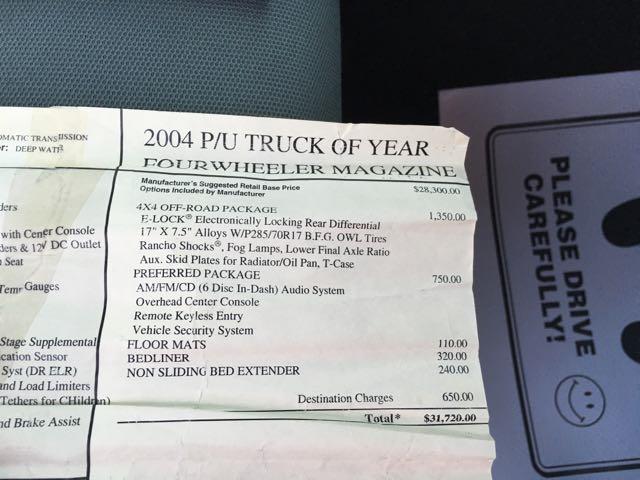 OMATIC TRANSMISSION
or: DEEP WAT
ders
with Center Console
ders & 12V DC Outlet
Seat
Temp Gauges
Stage Supplemental
cation Sensor
Syst (DR ELR)
and Load Limiters
Tethers for CHildren)
nd Brake Assist
2004 P/U TRUCK OF YEAR
FOURWHEELER MAGAZINE
Manufacturer's Suggested Retail Base Price $28,300.00
Options Included by Manufacturer
4X4 OFF-ROAD PACKAGE 1,350.00
E-LOCK® Electronically Locking Rear Differential
17" X 7.5" Alloys W/P285/70R17 B.F.G. OWL Tires
Rancho Shocks®, Fog Lamps, Lower Final Axle Ratio
Aux. Skid Plates for Radiator/Oil Pan, T-Case
PREFERRED PACKAGE 750.00
AM/FM/CD (6 Disc In-Dash) Audio System
Overhead Center Console
Remote Keyless Entry
Vehicle Security System
FLOOR MATS 110.00
BEDLINER 320.00
NON SLIDING BED EXTENDER 240.00
Destination Charges 650.00
Total* $31,720.00
PLEASE DRIVE
CAREFULLY!